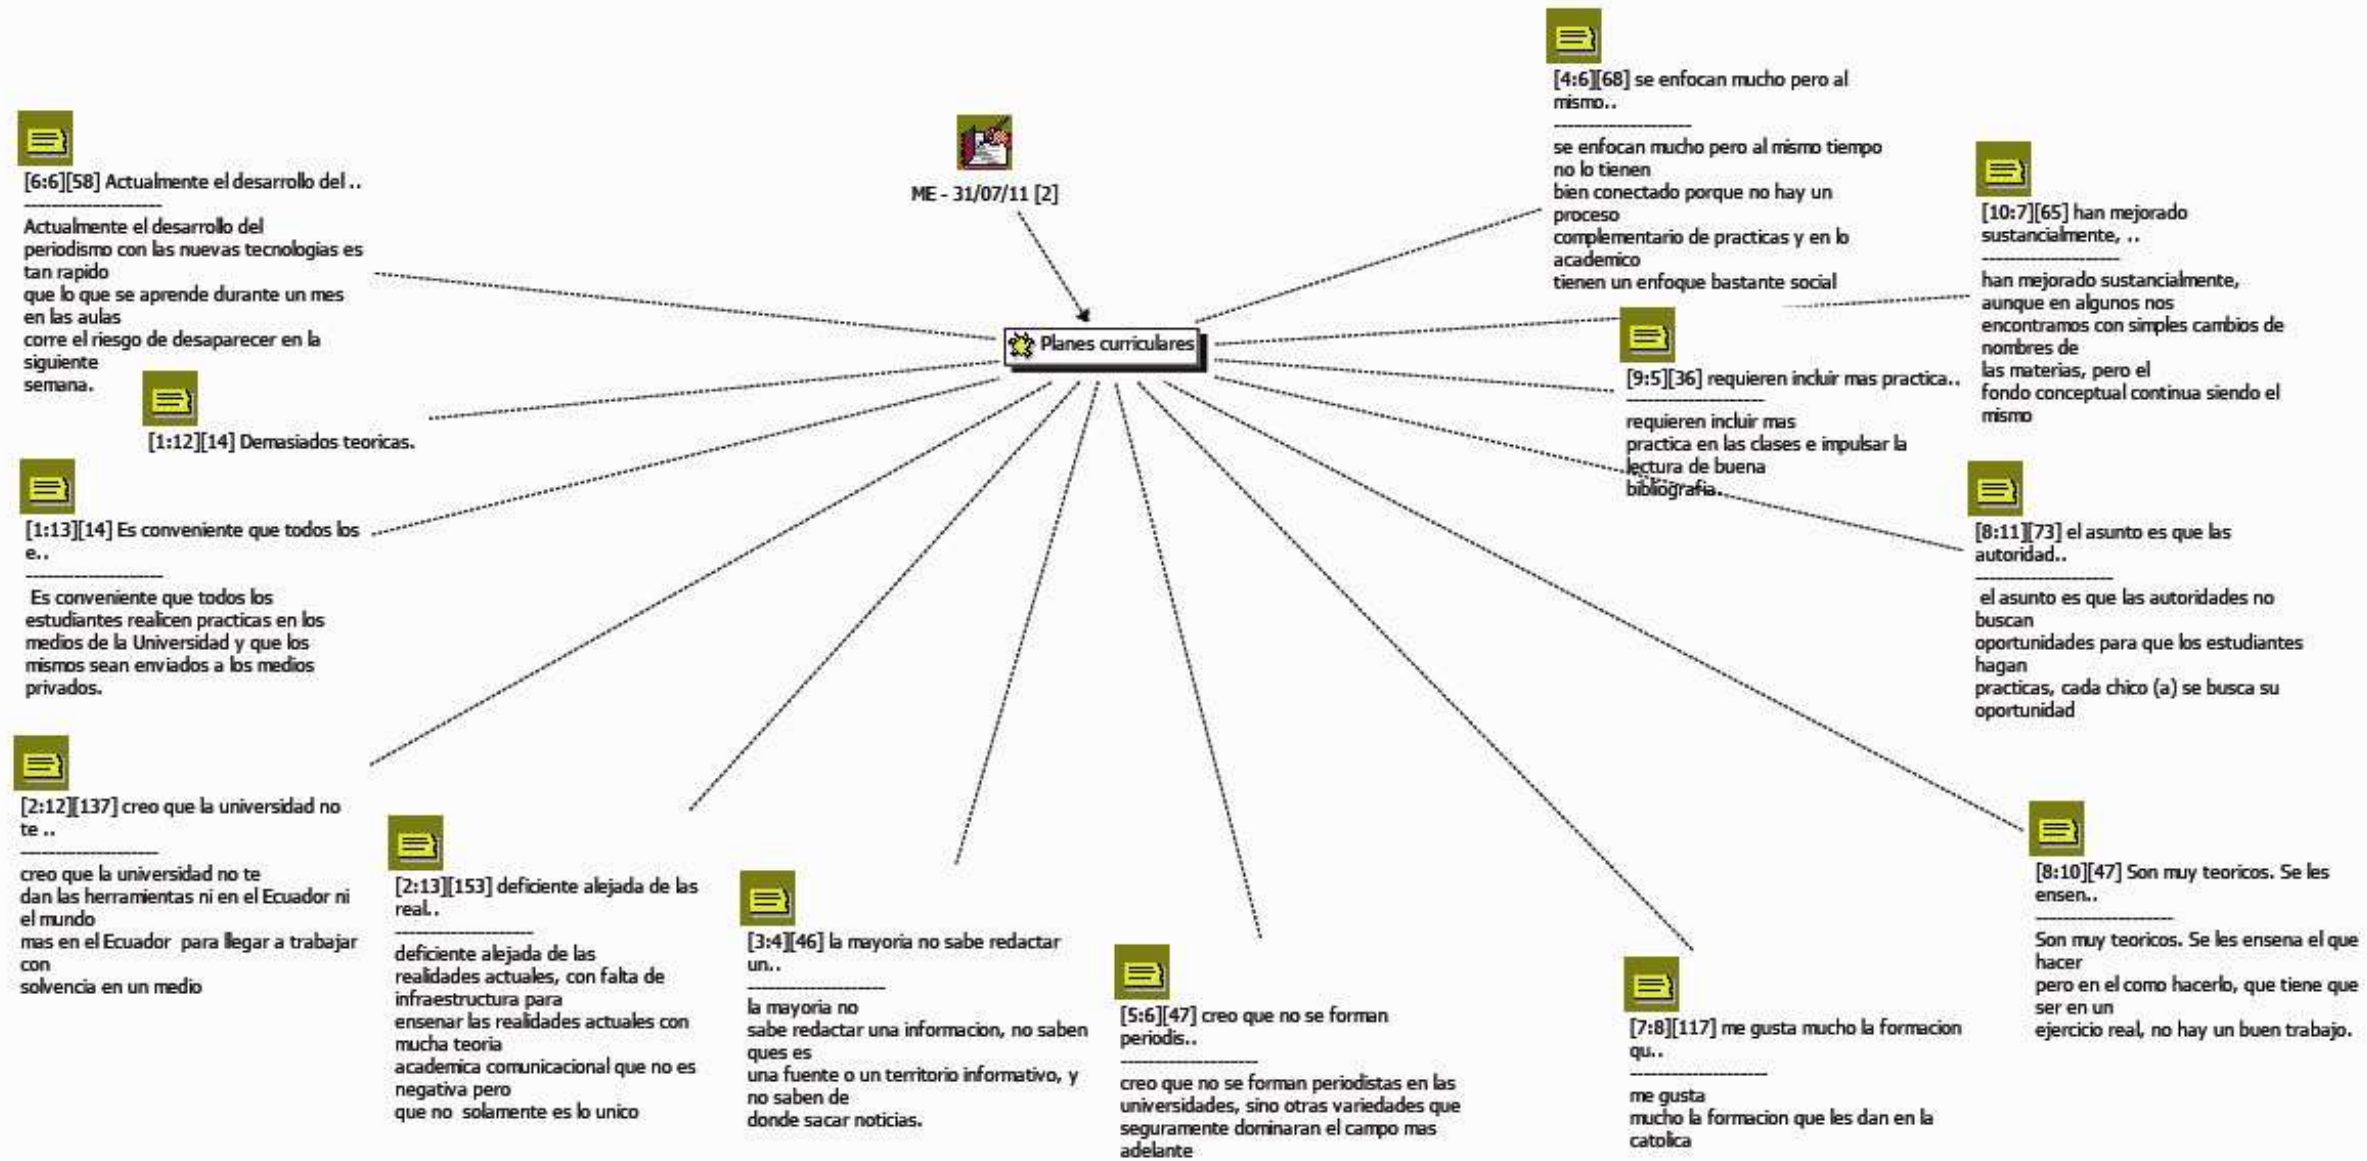 [6:6][58] Actualmente el desarrollo del ..
--------------------
Actualmente el desarrollo del
periodismo con las nuevas tecnologias es
tan rapido
que lo que se aprende durante un mes
en las aulas
corre el riesgo de desaparecer en la
siguiente
semana.
[1:12][14] Demasiados teoricas.
[1:13][14] Es conveniente que todos los
e..
--------------------
Es conveniente que todos los
estudiantes realicen practicas en los
medios de la Universidad y que los
mismos sean enviados a los medios
privados.
[2:12][137] creo que la universidad no
te ..
--------------------
creo que la universidad no te
dan las herramientas ni en el Ecuador ni
el mundo
mas en el Ecuador para llegar a trabajar
con
solvencia en un medio
[2:13][153] deficiente alejada de las
real..
--------------------
deficiente alejada de las
realidades actuales, con falta de
infraestructura para
ensenar las realidades actuales con
mucha teoria
academica comunicacional que no es
negativa pero
que no solamente es lo unico
[3:4][46] la mayoria no sabe redactar
un..
--------------------
la mayoria no
sabe redactar una informacion, no saben
ques es
una fuente o un territorio informativo, y
no saben de
donde sacar noticias.
ME - 31/07/11 [2]
Planes curriculares
[5:6][47] creo que no se forman
periodis..
--------------------
creo que no se forman periodistas en las
universidades, sino otras variedades que
seguramente dominaran el campo mas
adelante
[4:6][68] se enfocan mucho pero al
mismo..
--------------------
se enfocan mucho pero al mismo tiempo
no lo tienen
bien conectado porque no hay un
proceso
complementario de practicas y en lo
academico
tienen un enfoque bastante social
[10:7][65] han mejorado
sustancialmente, ..
--------------------
han mejorado sustancialmente,
aunque en algunos nos
encontramos con simples cambios de
nombres de
las materias, pero el
fondo conceptual continua siendo el
mismo
[9:5][36] requieren incluir mas practica..
--------------------
requieren incluir mas
practica en las clases e impulsar la
lectura de buena
bibliografia.
[8:11][73] el asunto es que las
autoridad..
--------------------
el asunto es que las autoridades no
buscan
oportunidades para que los estudiantes
hagan
practicas, cada chico (a) se busca su
oportunidad
[8:10][47] Son muy teoricos. Se les
ensen..
--------------------
Son muy teoricos. Se les ensena el que
hacer
pero en el como hacerlo, que tiene que
ser en un
ejercicio real, no hay un buen trabajo.
[7:8][117] me gusta mucho la formacion
qu..
--------------------
me gusta
mucho la formacion que les dan en la
catolica